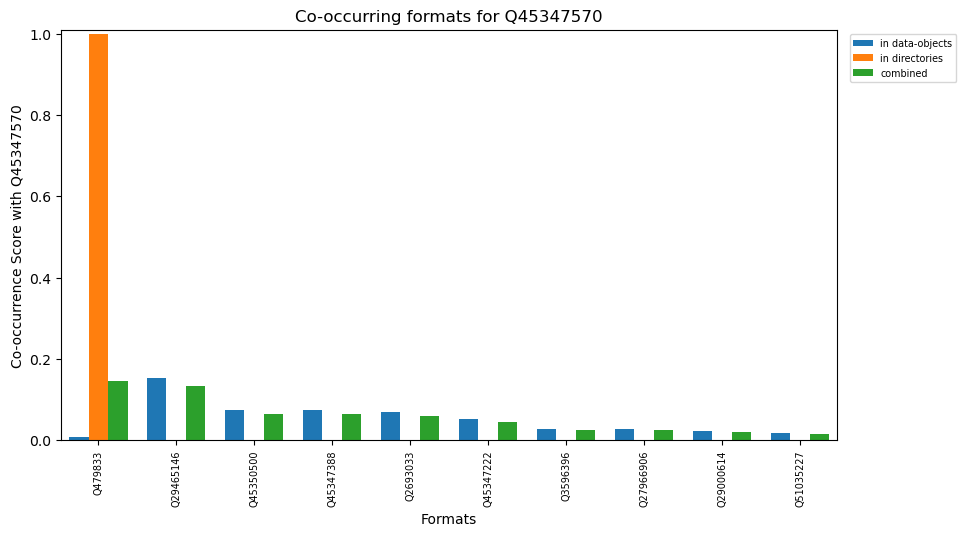 Co-occurring formats for Q45347570
in data-objects
in directories
combined
Co-occurrence Score with Q45347570
1.0
0.8
0.6
0.4
0.2
0.0
Q479833
Q29465146
Q45350500
Q45347388
Q2693033
Q45347222
Q3596396
Q27966906
Q29000614
Q51035227
Formats